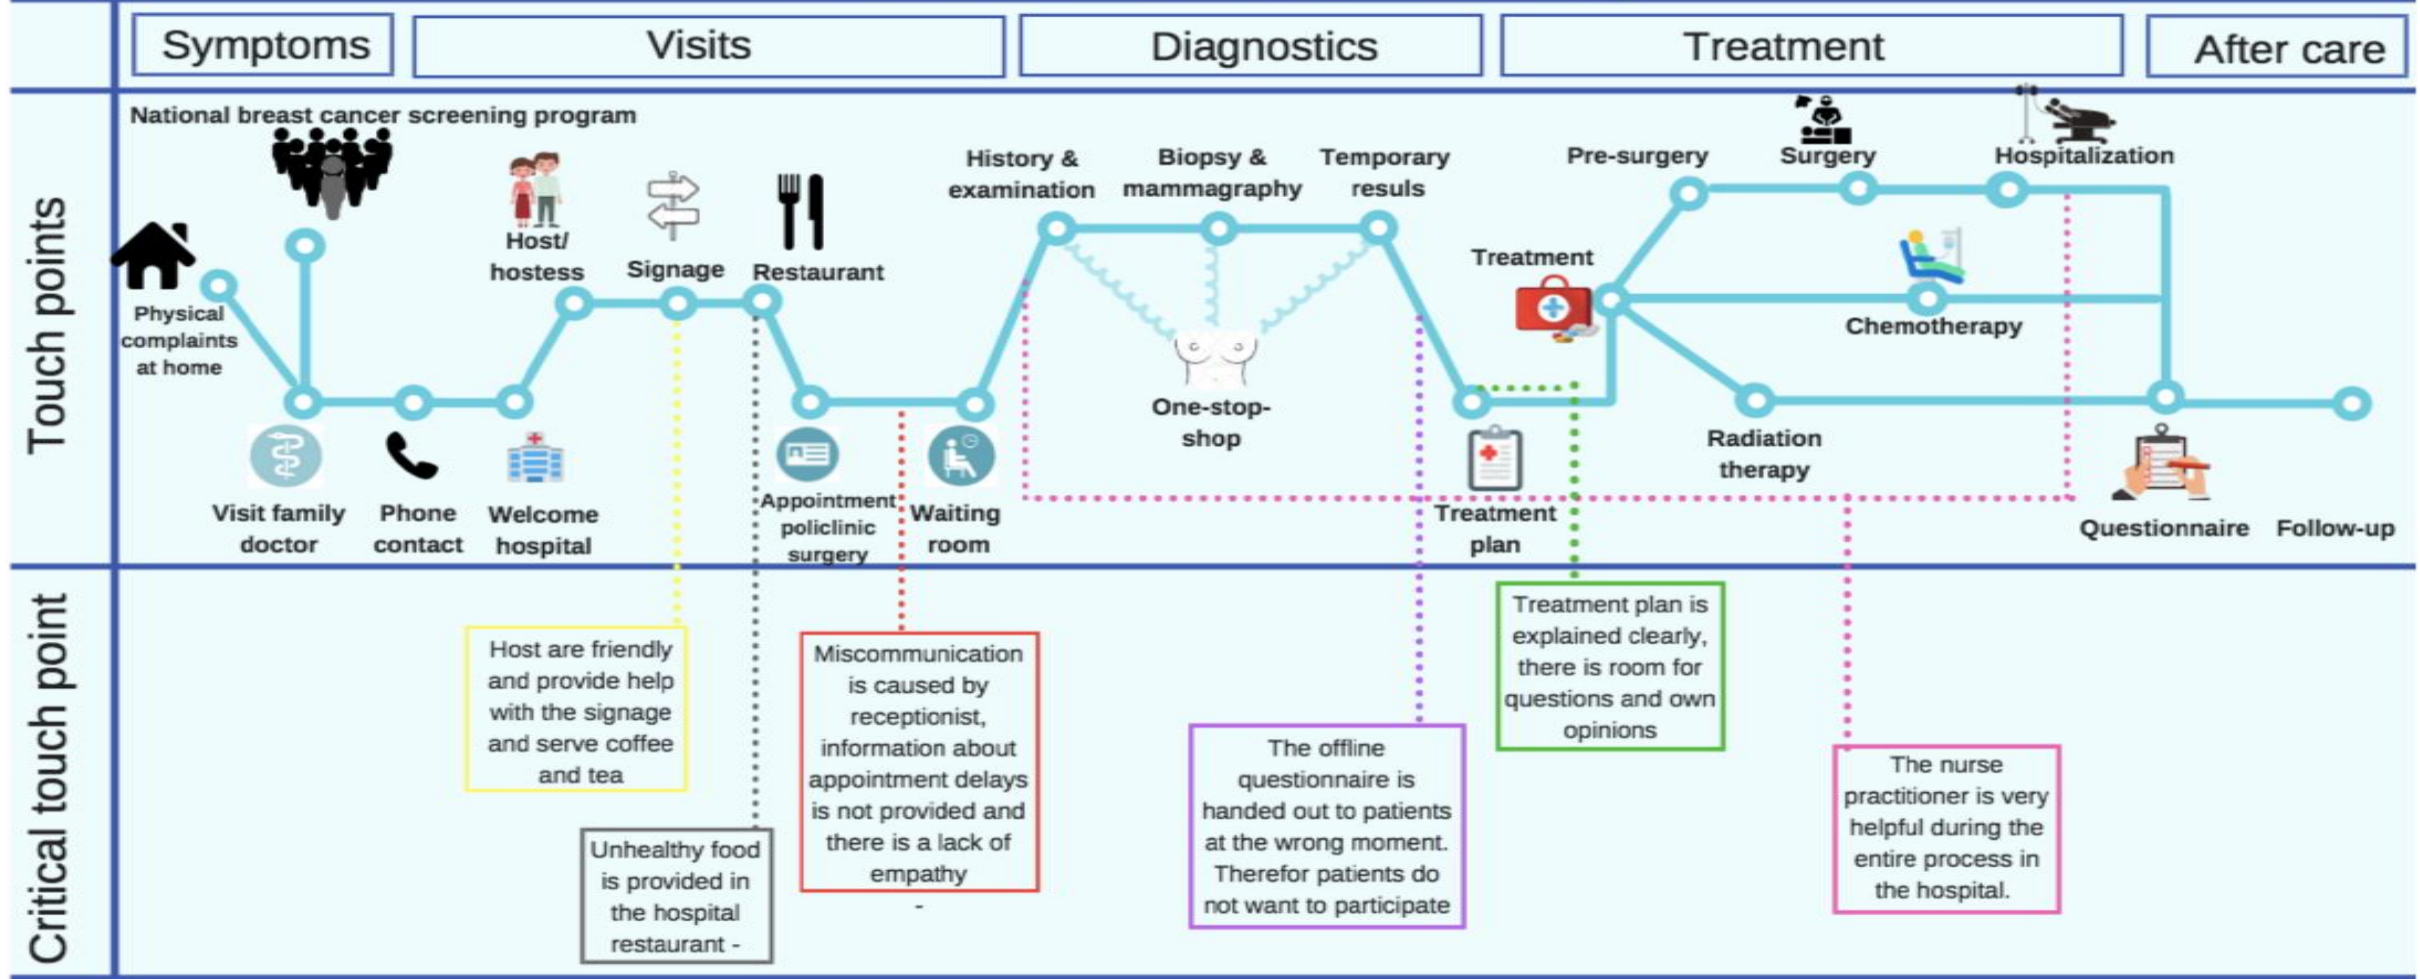 Symptoms
Visits
Diagnostics
Treatment
After care
Touch points
National breast cancer screening program
Physical
complaints
at home
Visit family
doctor
Phone
contact
Welcome
hospital
Host/
hostess
Signage
Restaurant
Appointment
policlinic
surgery
Waiting
room
History &
examination
Biopsy &
mammagraphy
Temporary
resuls
One-stop-
shop
Treatment
plan
Treatment
Pre-surgery
Surgery
Hospitalization
Chemotherapy
Radiation
therapy
Questionnaire
Follow-up
Critical touch point
Host are friendly
and provide help
with the signage
and serve coffee
and tea
Unhealthy food
is provided in
the hospital
restaurant -
Miscommunication
is caused by
receptionist,
information about
appointment delays
is not provided and
there is a lack of
empathy
-
The offline
questionnaire is
handed out to patients
at the wrong moment.
Therefor patients do
not want to participate
Treatment plan is
explained clearly,
there is room for
questions and own
opinions
The nurse
practitioner is very
helpful during the
entire process in
the hospital.